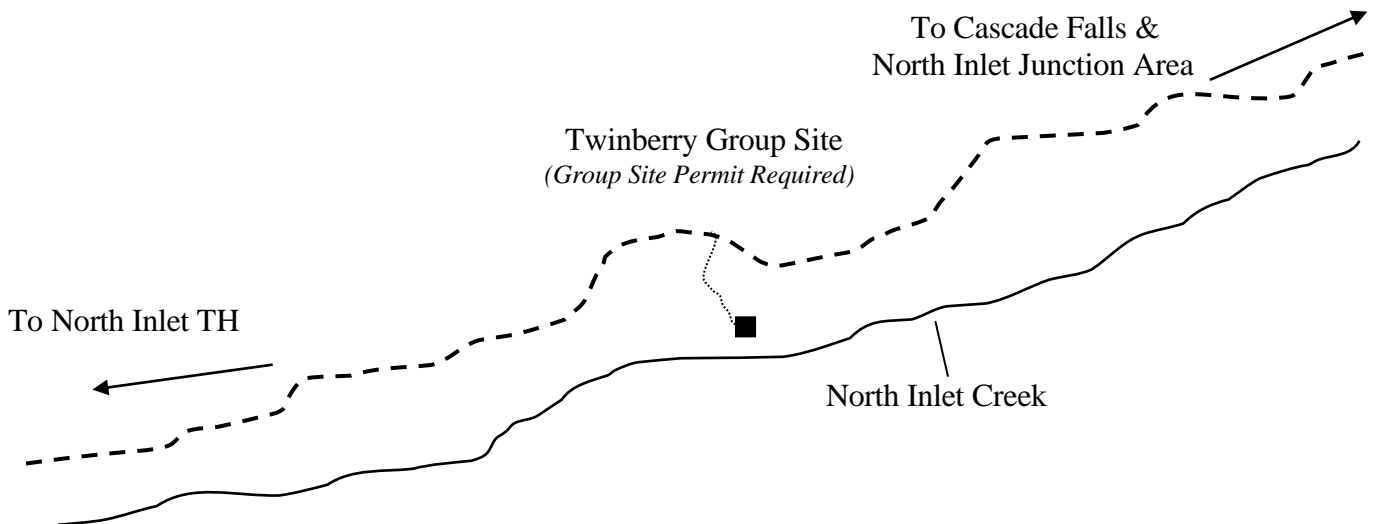 To Cascade Falls &
North Inlet Junction Area
Twinberry Group Site
(Group Site Permit Required)
To North Inlet TH
North Inlet Creek